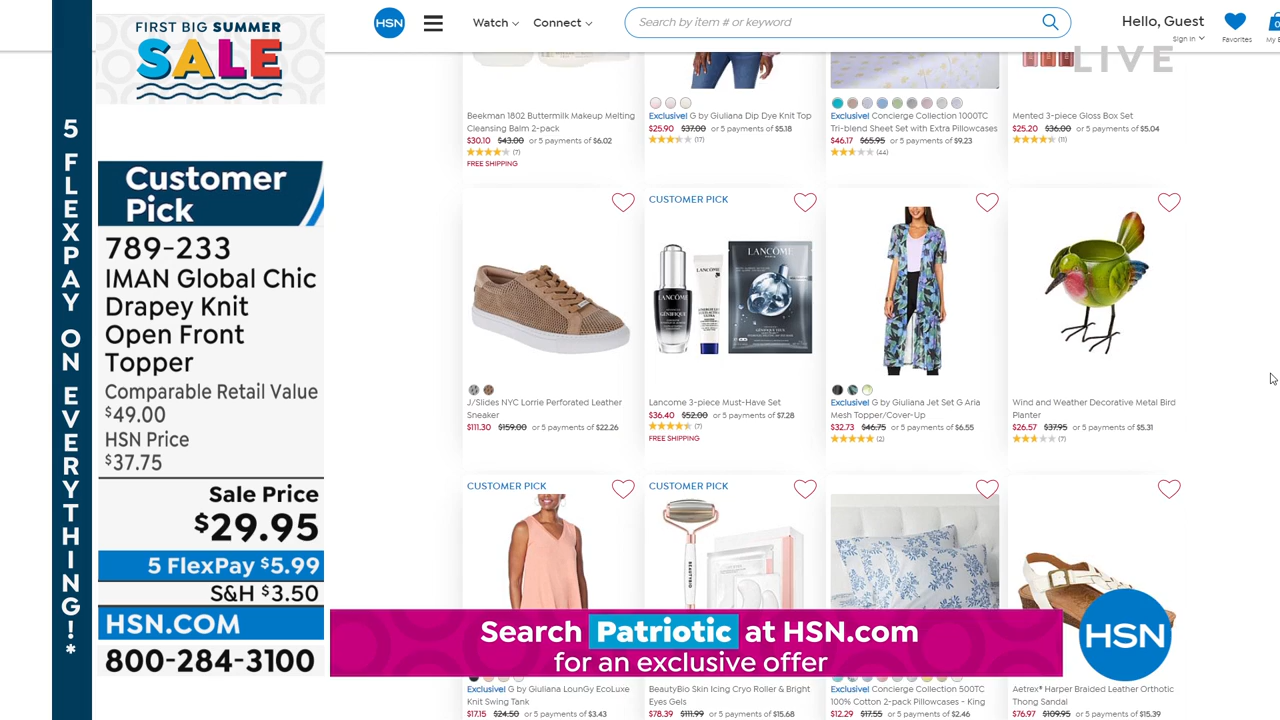 FIRST BIG SUMMER
SALE
5 FLEXPAY ON EVERYTHING!*
Customer
Pick
789-233
IMAN Global Chic
Drapey Knit
Open Front
Topper
Comparable Retail Value
$49.00
HSN Price
$37.75
Sale Price
$29.95
5 FlexPay $5.99
S&H $3.50
HSN.COM
800-284-3100
HSN
Watch
Connect
Search by item # or keyword
Hello, Guest
Sign In
Favorites
0
LIVE
Beekman 1802 Buttermilk Makeup Melting
Cleansing Balm 2-pack
$30.10 $43.00 or 5 payments of $6.02
(7)
FREE SHIPPING
Exclusive! G by Giuliana Dip Dye Knit Top
$25.90 $37.00 or 5 payments of $5.18
(17)
Exclusive! Concierge Collection 1000TC
Tri-blend Sheet Set with Extra Pillowcases
$46.17 $65.95 or 5 payments of $9.23
(44)
Mented 3-piece Gloss Box Set
$25.20 $36.00 or 5 payments of $5.04
(11)
J/Slides NYC Lorrie Perforated Leather
Sneaker
$111.30 $159.00 or 5 payments of $22.26
CUSTOMER PICK
LANCÔME
LANCÔME
LANCÔME
GÉNIFIQUE
Lancome 3-piece Must-Have Set
$36.40 $52.00 or 5 payments of $7.28
(7)
FREE SHIPPING
Exclusive! G by Giuliana Jet Set G Aria
Mesh Topper/Cover-Up
$32.73 $46.75 or 5 payments of $6.55
(2)
Wind and Weather Decorative Metal Bird
Planter
$26.57 $37.95 or 5 payments of $5.31
(7)
CUSTOMER PICK
CUSTOMER PICK
BEAUTYBIO
Search Patriotic at HSN.com
for an exclusive offer
HSN
Exclusive! G by Giuliana LounGy EcoLuxe
Knit Swing Tank
$17.15 $24.50 or 5 payments of $3.43
BeautyBio Skin Icing Cryo Roller & Bright
Eyes Gels
$78.39 $111.99 or 5 payments of $15.68
Exclusive! Concierge Collection 500TC
100% Cotton 2-pack Pillowcases - King
$12.29 $17.55 or 5 payments of $2.46
Aetrex® Harper Braided Leather Orthotic
Thong Sandal
$76.97 $109.95 or 5 payments of $15.39